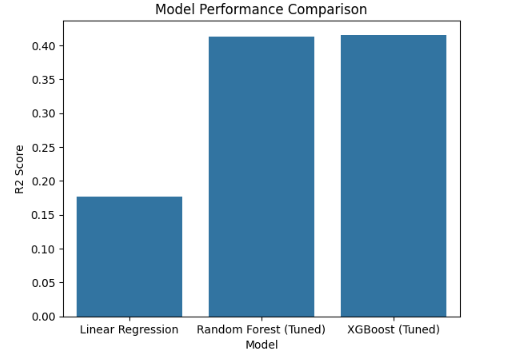 Model Performance Comparison
0.40
0.35
0.30
0.25
0.20
0.15
0.10
0.05
0.00
R2 Score
Linear Regression Random Forest (Tuned) XGBoost (Tuned)
Model